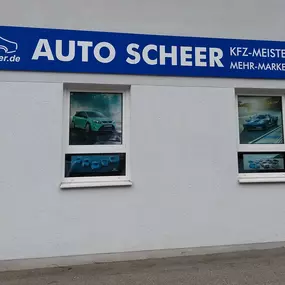 AUTO SCHEER
KFZ-MEISTE
MEHR-MARKE
er.de